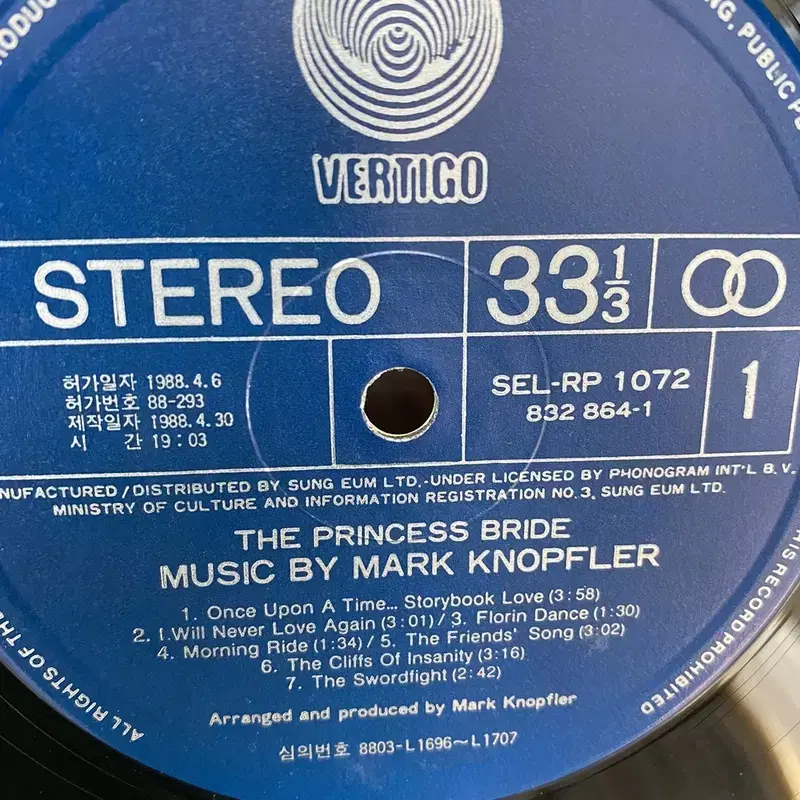 VERTIGO
STEREO
33 1/3
허가일자 1988.4.6
허가번호 88-293
제작일자 1988.4.30
시 간 19:03
SEL-RP 1072
832 864-1
1
DISTRIBUTED BY SUNG EUM LTD.-UNDER LICENSED BY PHONOGRAM INT'L B.V.
MINISTRY OF CULTURE AND INFORMATION REGISTRATION NO.3, SUNG EUM LTD.
THE PRINCESS BRIDE
MUSIC BY MARK KNOPFLER
1. Once Upon A Time... Storybook Love (3:58)
2. I.Will Never Love Again (3:01) / 3. Florin Dance (1:30)
4. Morning Ride (1:34) / 5. The Friends' Song (3:02)
6. The Cliffs Of Insanity (3:16)
7. The Swordfight (2:42)
Arranged and produced by Mark Knopfler
심의번호 8803-L1696~L1707
ALL RIGHTS OF THE
PUBLIC
RECORD PROHIBITED